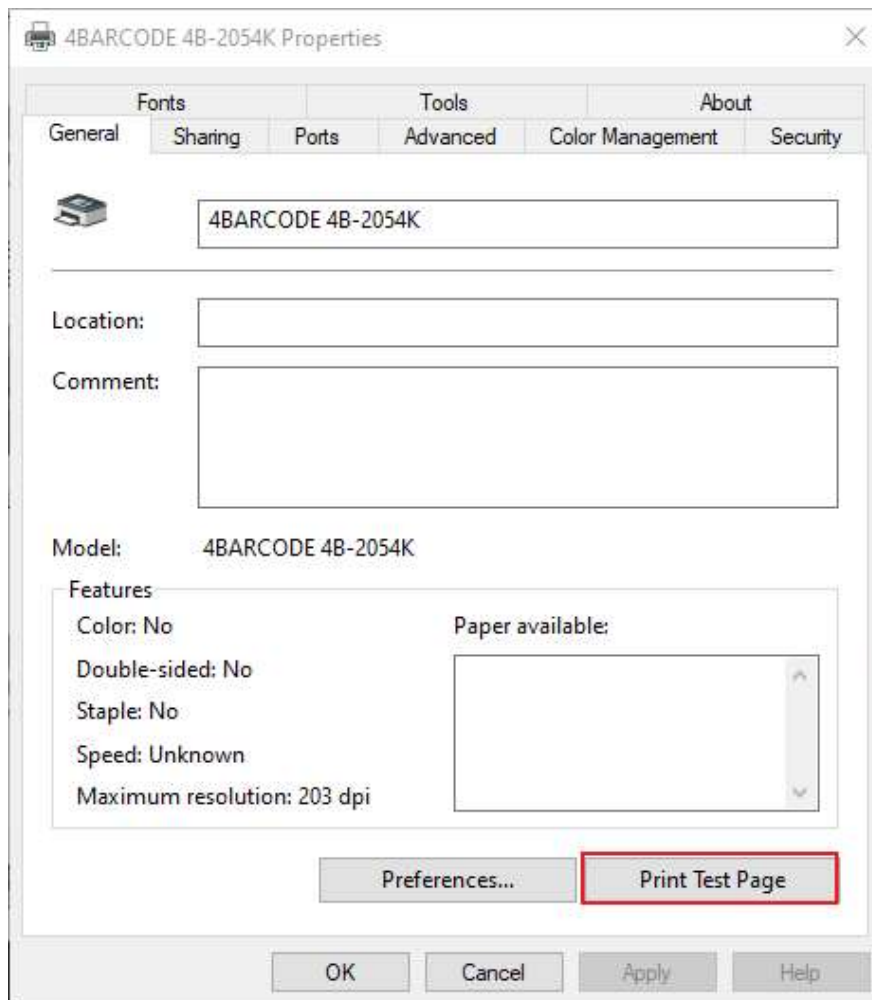 4BARCODE 4B-2054K Properties
Fonts Tools About
General Sharing Ports Advanced Color Management Security
4BARCODE 4B-2054K
Location:
Comment:
Model: 4BARCODE 4B-2054K
Features
Color: No Paper available:
Double-sided: No
Staple: No
Speed: Unknown
Maximum resolution: 203 dpi
Preferences... Print Test Page
OK Cancel Apply Help